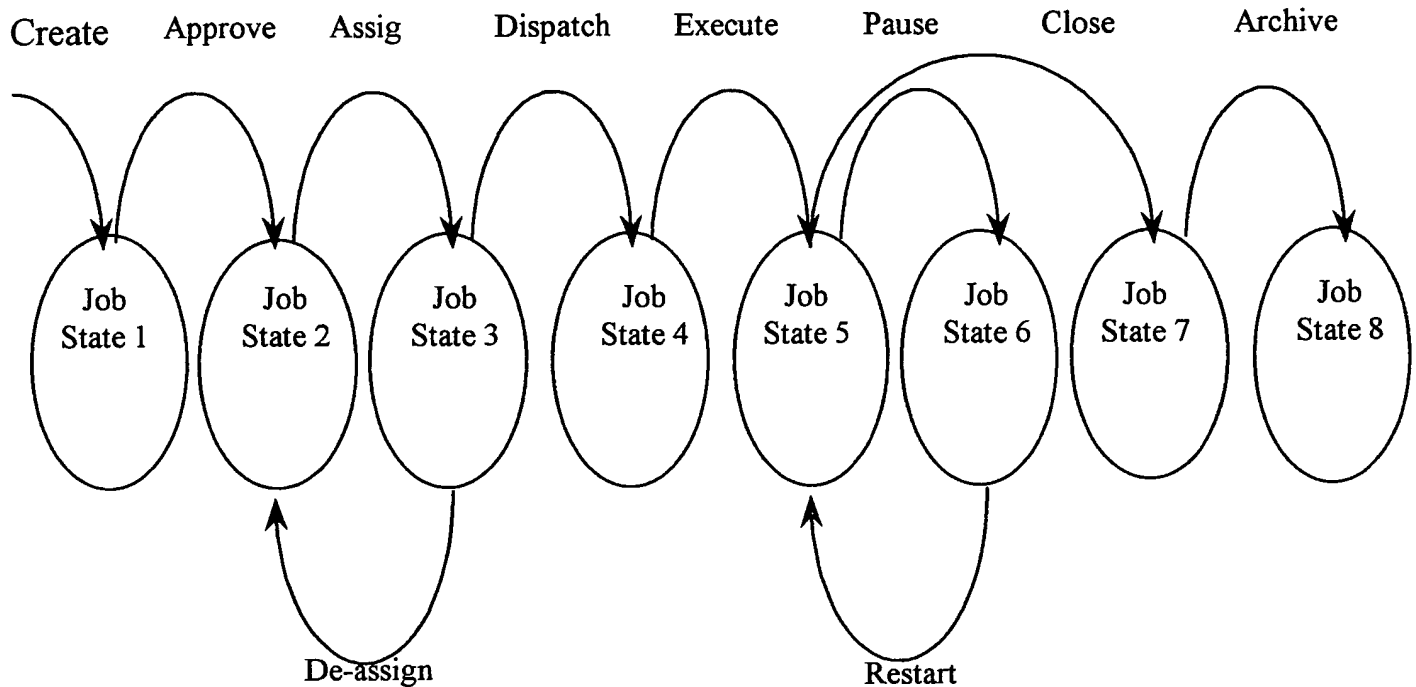 Create Approve Assig Dispatch Execute Pause Close Archive
Job Job Job Job Job Job Job Job
State 1 State 2 State 3 State 4 State 5 State 6 State 7 State 8
De-assign Restart